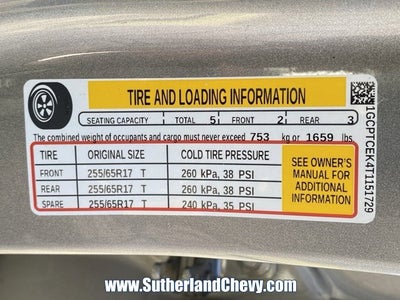 TIRE AND LOADING INFORMATION
SEATING CAPACITY TOTAL 5 FRONT 2 REAR 3
The combined weight of occupants and cargo must never exceed 753 kg or 1659 lbs
TIRE ORIGINAL SIZE COLD TIRE PRESSURE
FRONT 255/65R17 T 260 kPa, 38 PSI
REAR 255/65R17 T 260 kPa, 38 PSI
SPARE 255/65R17 T 240 kPa, 35 PSI
SEE OWNER'S
MANUAL FOR
ADDITIONAL
INFORMATION
1GCPTCEK4T1151729
www.SutherlandChevy.com